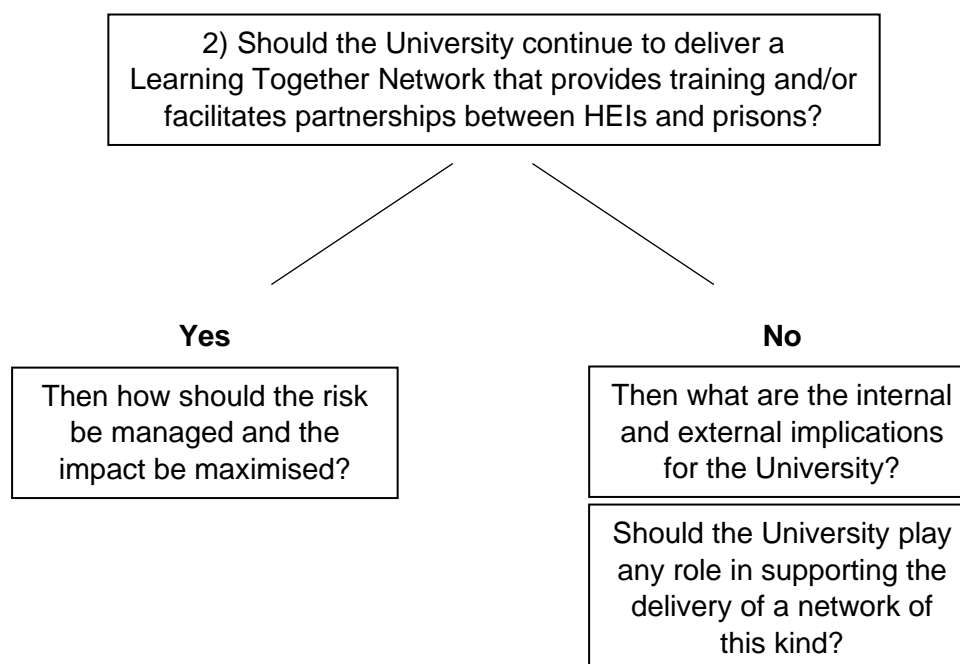 2) Should the University continue to deliver a
Learning Together Network that provides training and/or
facilitates partnerships between HEIs and prisons?
Yes
Then how should the risk
be managed and the
impact be maximised?
No
Then what are the internal
and external implications
for the University?
Should the University play
any role in supporting the
delivery of a network of
this kind?